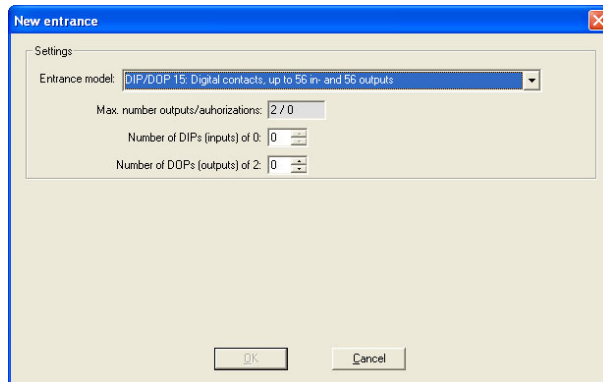 New entrance
Settings
Entrance model: DIP/DOP 15: Digital contacts, up to 56 in- and 56 outputs
Max. number outputs/auhorizations: 2 / 0
Number of DIPs (inputs) of 0: 0
Number of DOPs (outputs) of 2: 0
OK Cancel